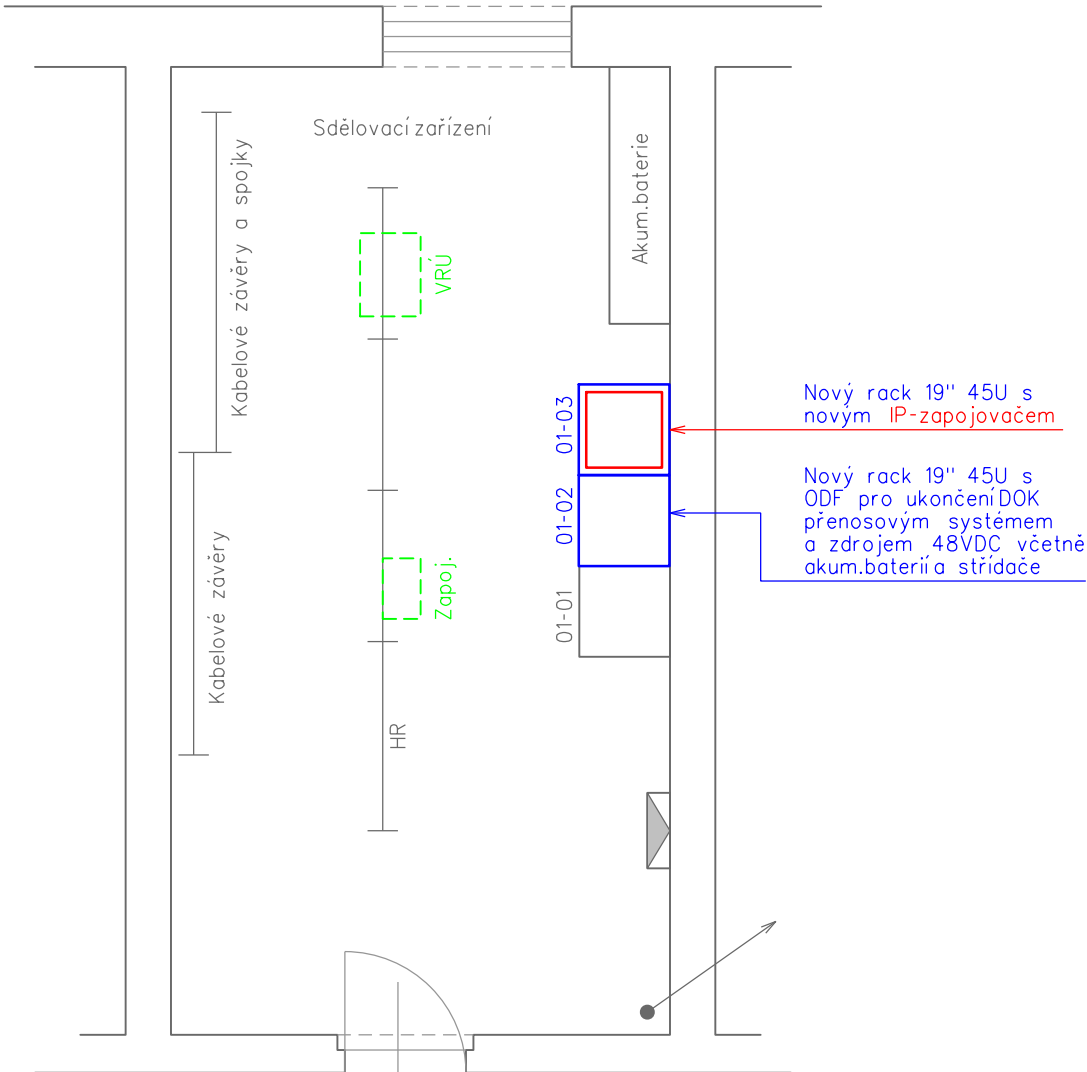 Sdělovací zařízení
Kabelové závěry a spojky
Akum.baterie
VRÚ
01-03
Nový rack 19'' 45U s
novým IP-zapojovačem
01-02
Nový rack 19'' 45U s
ODF pro ukončení DOK
přenosovým systémem
a zdrojem 48VDC včetně
akum.baterií a střídače
Kabelové závěry
Zapoj.
01-01
HR